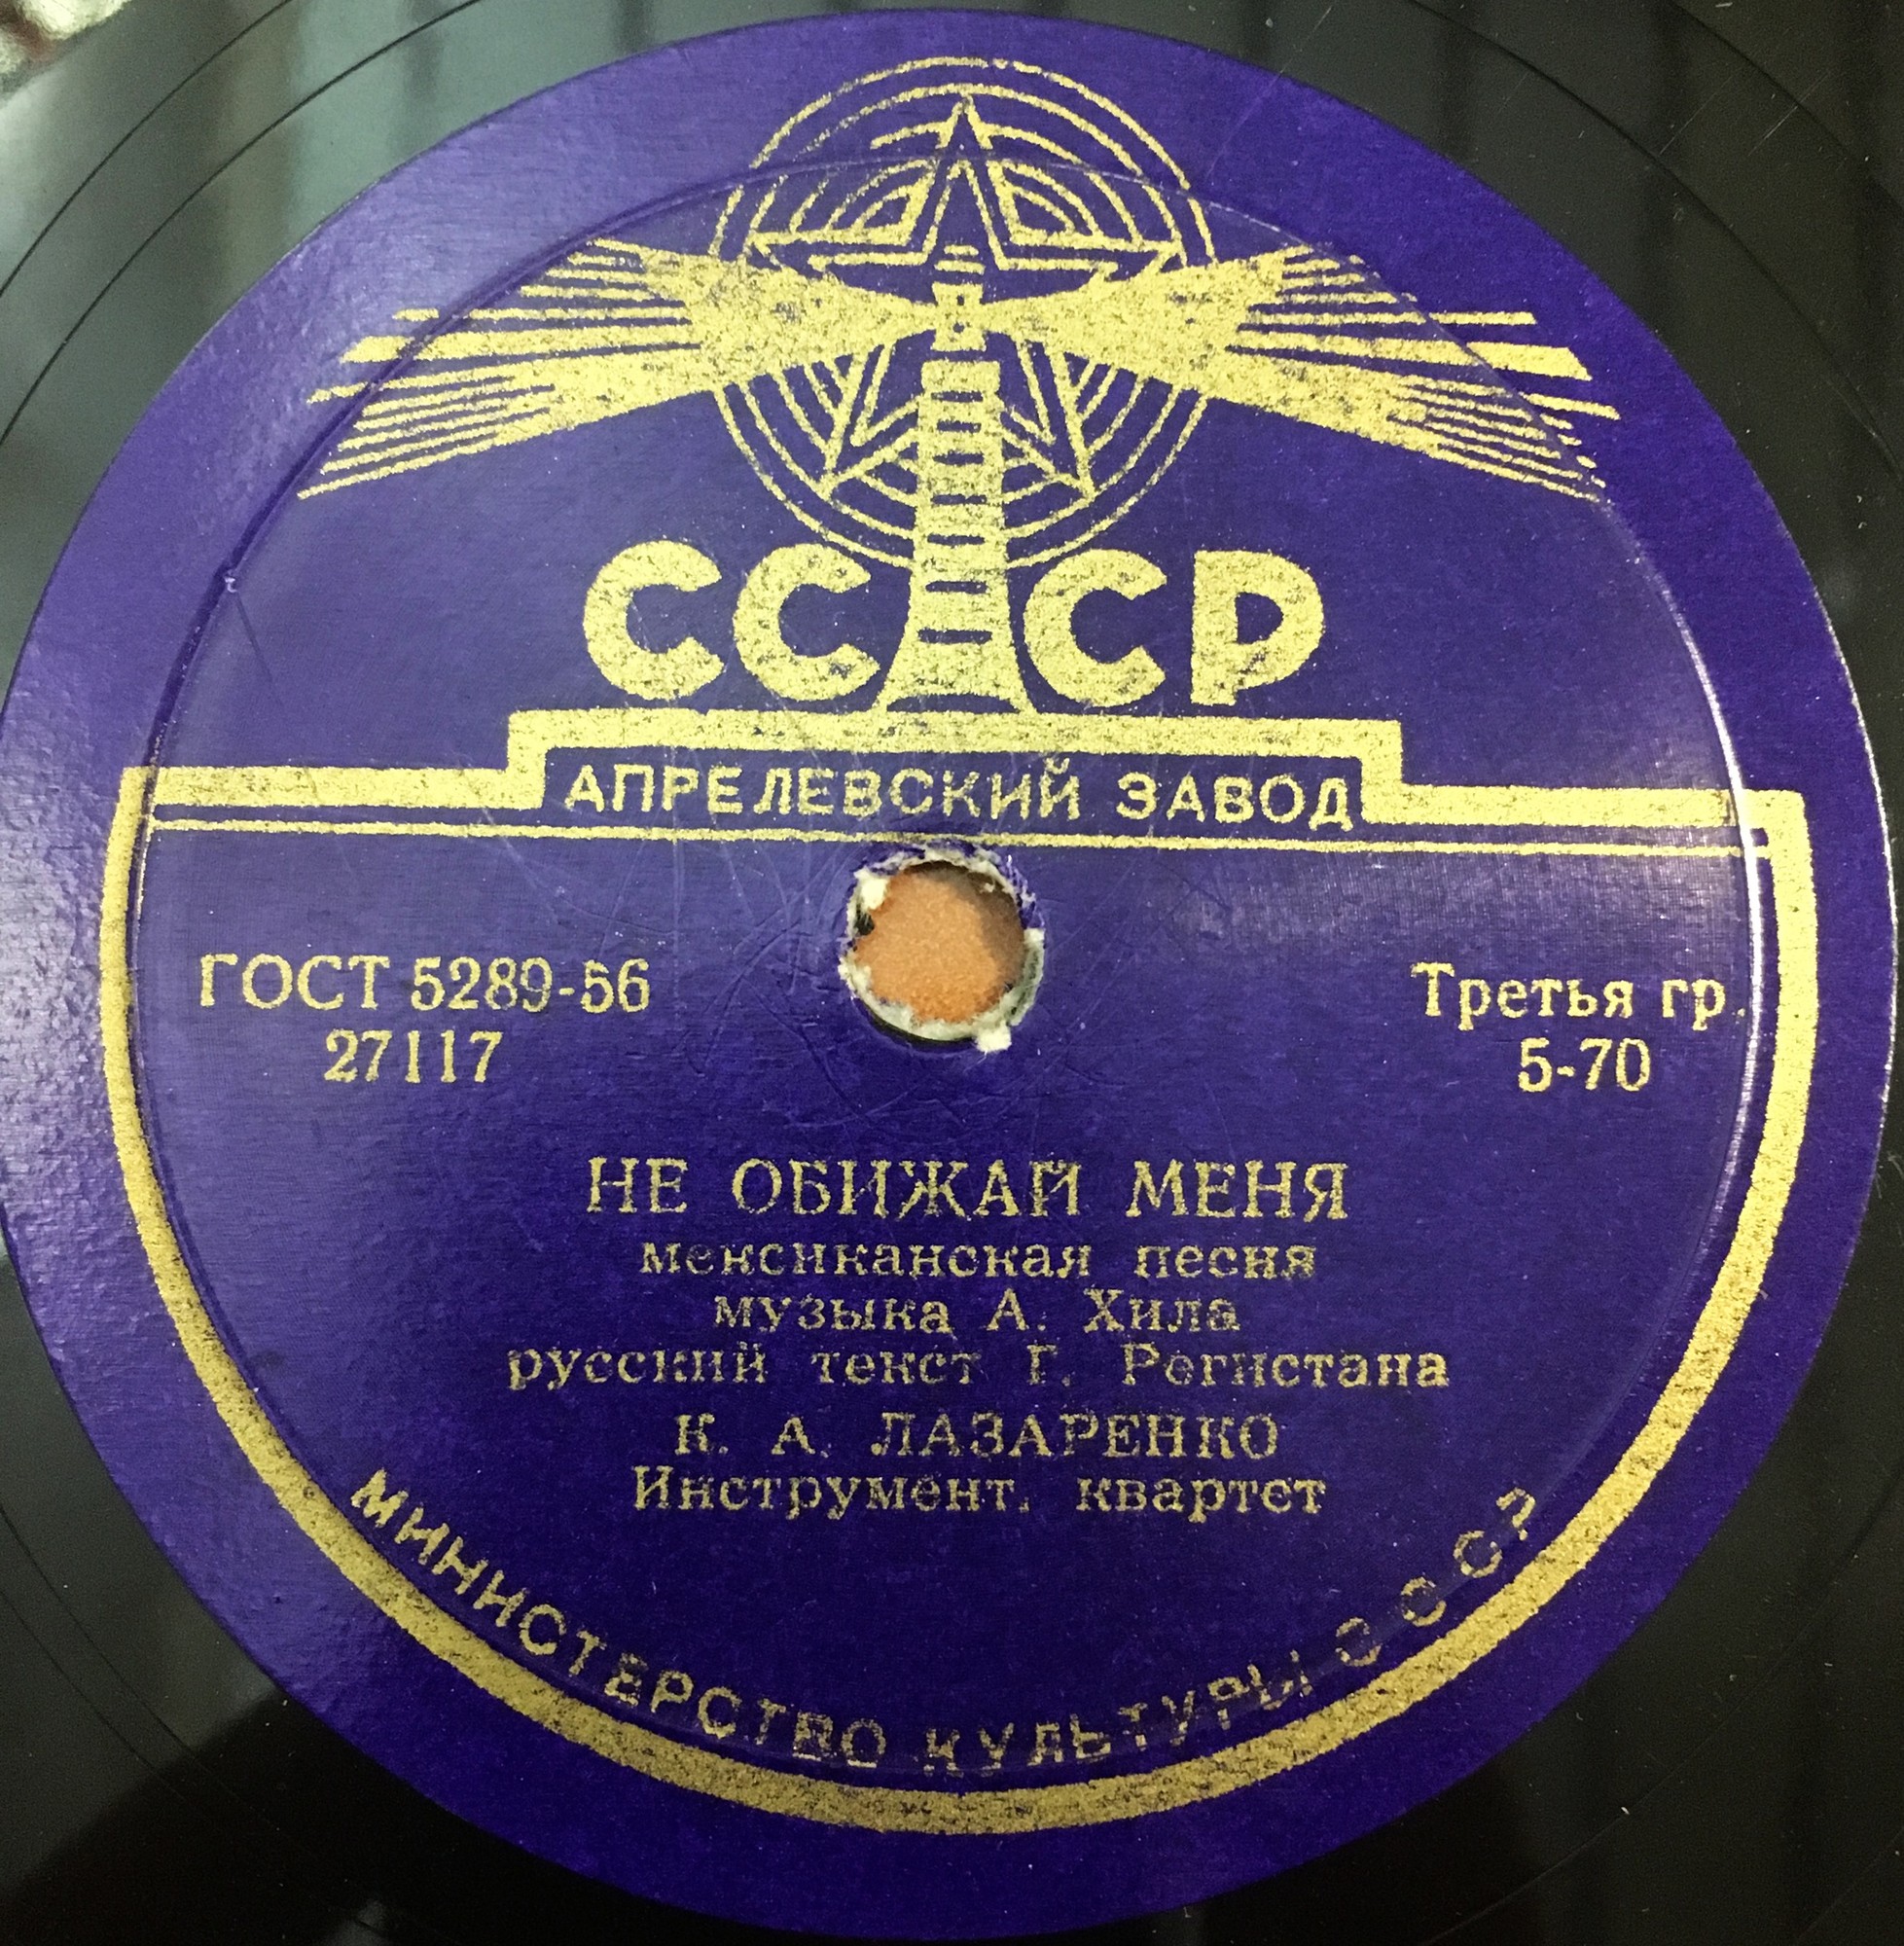 СССР
АПРЕЛЕВСКИЙ ЗАВОД
ГОСТ 5289-56
27117
Третья гр.
5-70
НЕ ОБИЖАЙ МЕНЯ
мексиканская песня
музыка А. Хила
русский текст Г. Регистана
К. А. ЛАЗАРЕНКО
Инструмент. квартет
МИНИСТЕРСТВО КУЛЬТУРЫ СССР